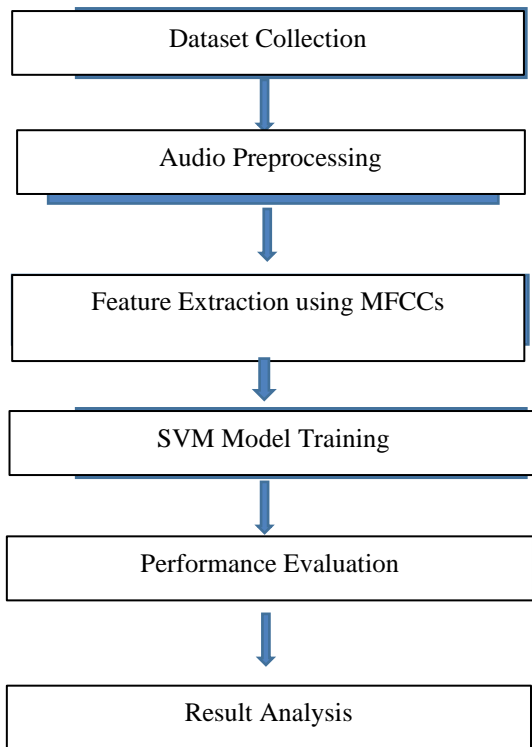 Dataset Collection
Audio Preprocessing
Feature Extraction using MFCCs
SVM Model Training
Performance Evaluation
Result Analysis